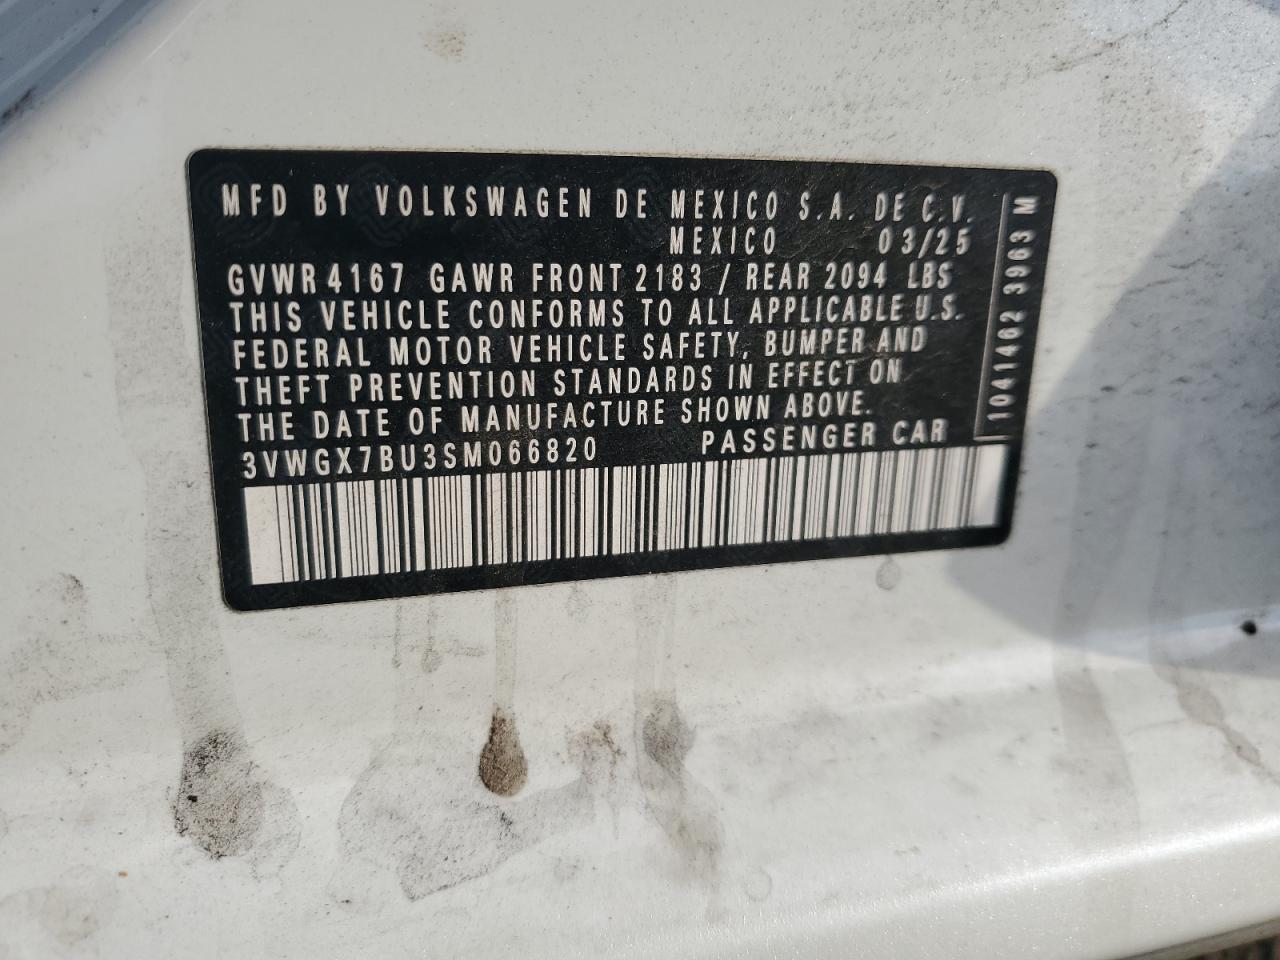 MFD BY VOLKSWAGEN DE MEXICO S.A. DE C.V.
MEXICO 03/25
GVWR 4167 GAWR FRONT 2183 / REAR 2094 LBS
THIS VEHICLE CONFORMS TO ALL APPLICABLE U.S.
FEDERAL MOTOR VEHICLE SAFETY, BUMPER AND
THEFT PREVENTION STANDARDS IN EFFECT ON
THE DATE OF MANUFACTURE SHOWN ABOVE.
3VWGX7BU3SM066820 PASSENGER CAR
1041462 3963 M